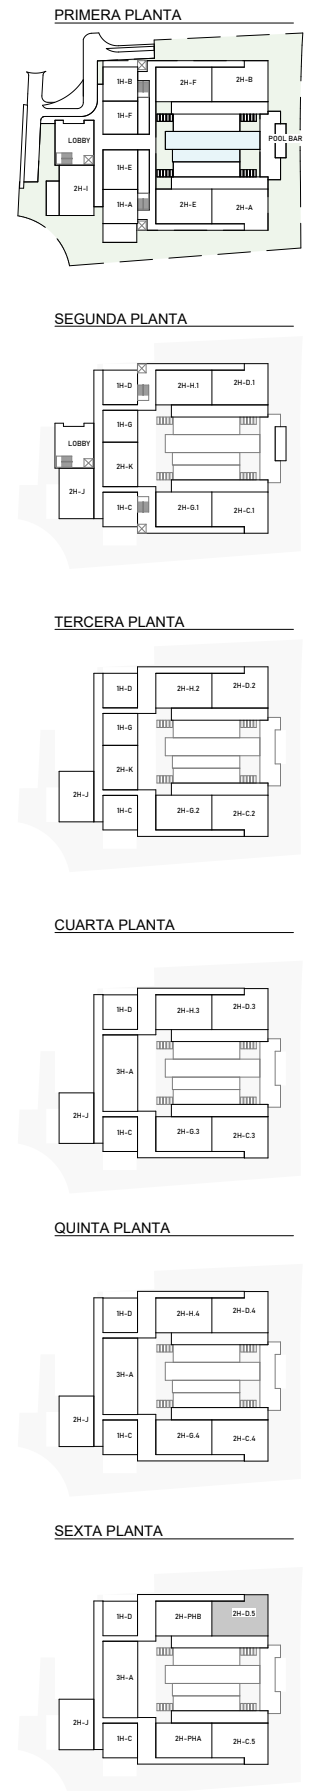 PRIMERA PLANTA
1H-B
2H-F
2H-B
1H-F
LOBBY
POOL BAR
1H-E
2H-I
1H-A
2H-E
2H-A
SEGUNDA PLANTA
1H-D
2H-H.1
2H-D.1
1H-G
LOBBY
2H-K
2H-J
1H-C
2H-G.1
2H-C.1
TERCERA PLANTA
1H-D
2H-H.2
2H-D.2
1H-G
2H-K
2H-J
1H-C
2H-G.2
2H-C.2
CUARTA PLANTA
1H-D
2H-H.3
2H-D.3
3H-A
2H-J
1H-C
2H-G.3
2H-C.3
QUINTA PLANTA
1H-D
2H-H.4
2H-D.4
3H-A
2H-J
1H-C
2H-G.4
2H-C.4
SEXTA PLANTA
1H-D
2H-PHB
2H-D.5
3H-A
2H-J
1H-C
2H-PHA
2H-C.5